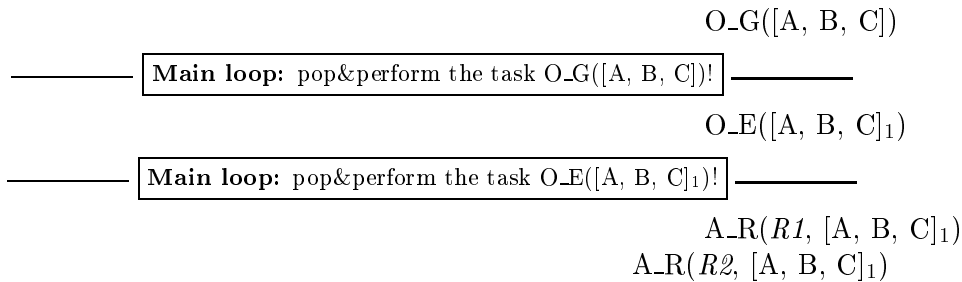 O_G([A, B, C])
Main loop: pop&perform the task O_G([A, B, C])!
O_E([A, B, C]₁)
Main loop: pop&perform the task O_E([A, B, C]₁)!
A_R(R1, [A, B, C]₁)
A_R(R2, [A, B, C]₁)